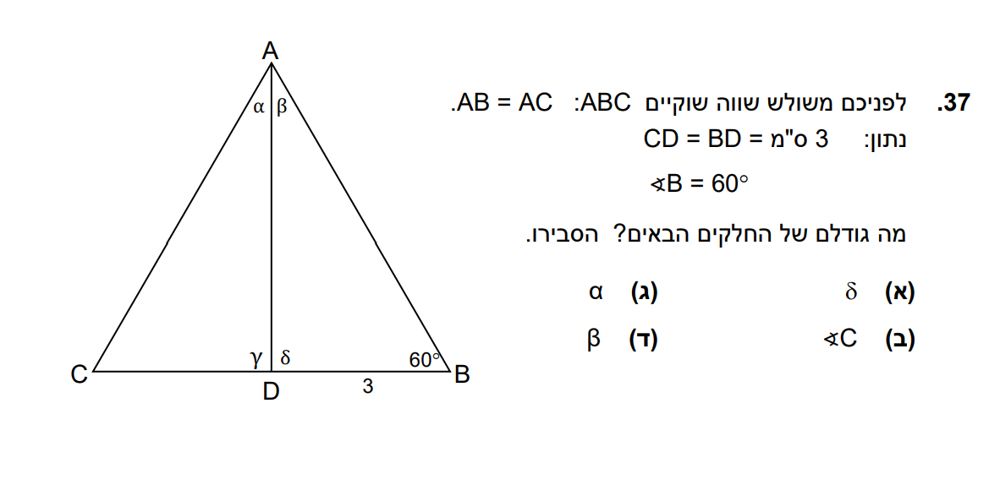 37. לפניכם משולש שווה שוקיים ABC: AB = AC.
נתון: CD = BD = 3 ס"מ
∢B = 60°
מה גודלם של החלקים הבאים? הסבירו.
(א) δ (ג) α
(ב) ∢C (ד) β
A
α β
γ δ 60°
C D 3 B